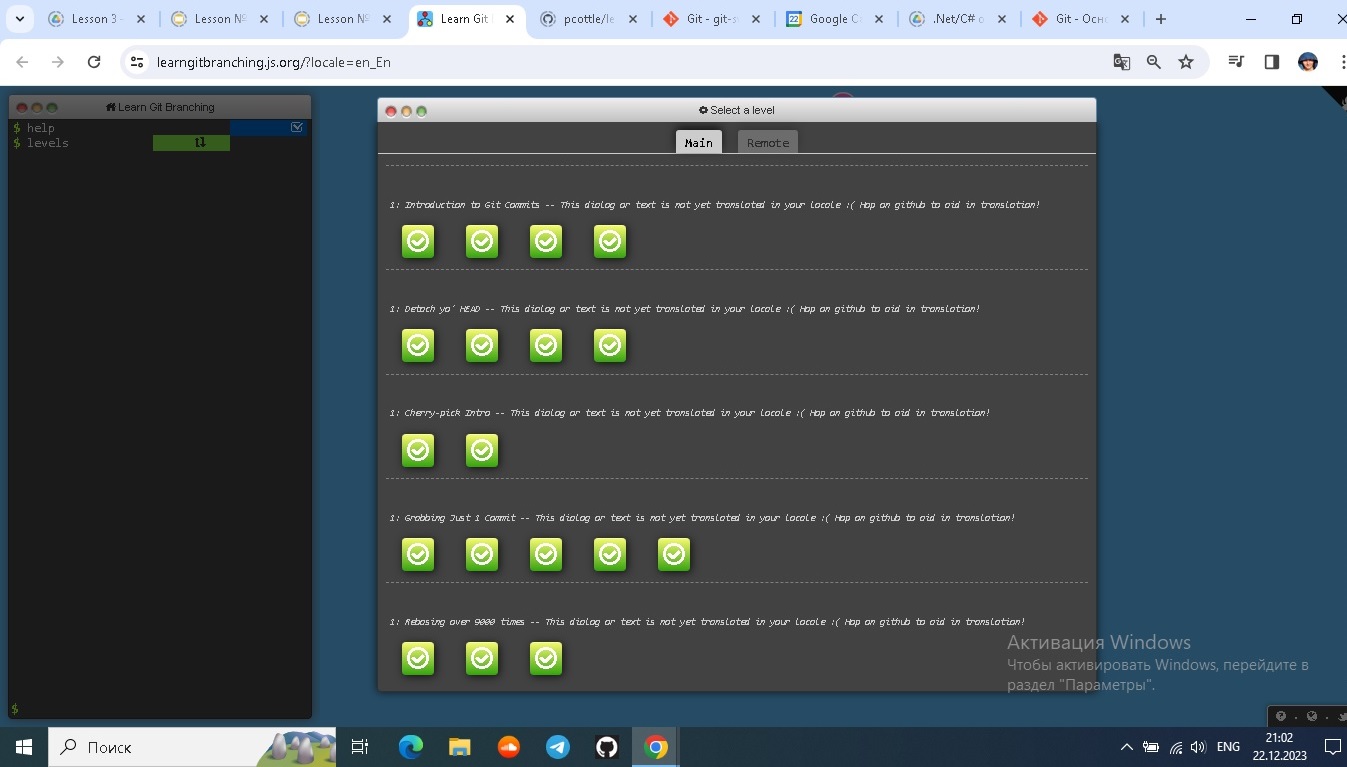 Lesson 3 -
Lesson №
Lesson №
Learn Git
pcottle/le
Git - git-s
Google C
.Net/C# о
Git - Осно
learngitbranching.js.org/?locale=en_En
Learn Git Branching
$ help
$ levels
$
Select a level
Main Remote
1: Introduction to Git Commits -- This dialog or text is not yet translated in your locale :( Hop on github to aid in translation!
1: Detach yo' HEAD -- This dialog or text is not yet translated in your locale :( Hop on github to aid in translation!
1: Cherry-pick Intro -- This dialog or text is not yet translated in your locale :( Hop on github to aid in translation!
1: Grabbing Just 1 Commit -- This dialog or text is not yet translated in your locale :( Hop on github to aid in translation!
1: Rebasing over 9000 times -- This dialog or text is not yet translated in your locale :( Hop on github to aid in translation!
Активация Windows
Чтобы активировать Windows, перейдите в
раздел "Параметры".
Поиск
ENG
21:02
22.12.2023